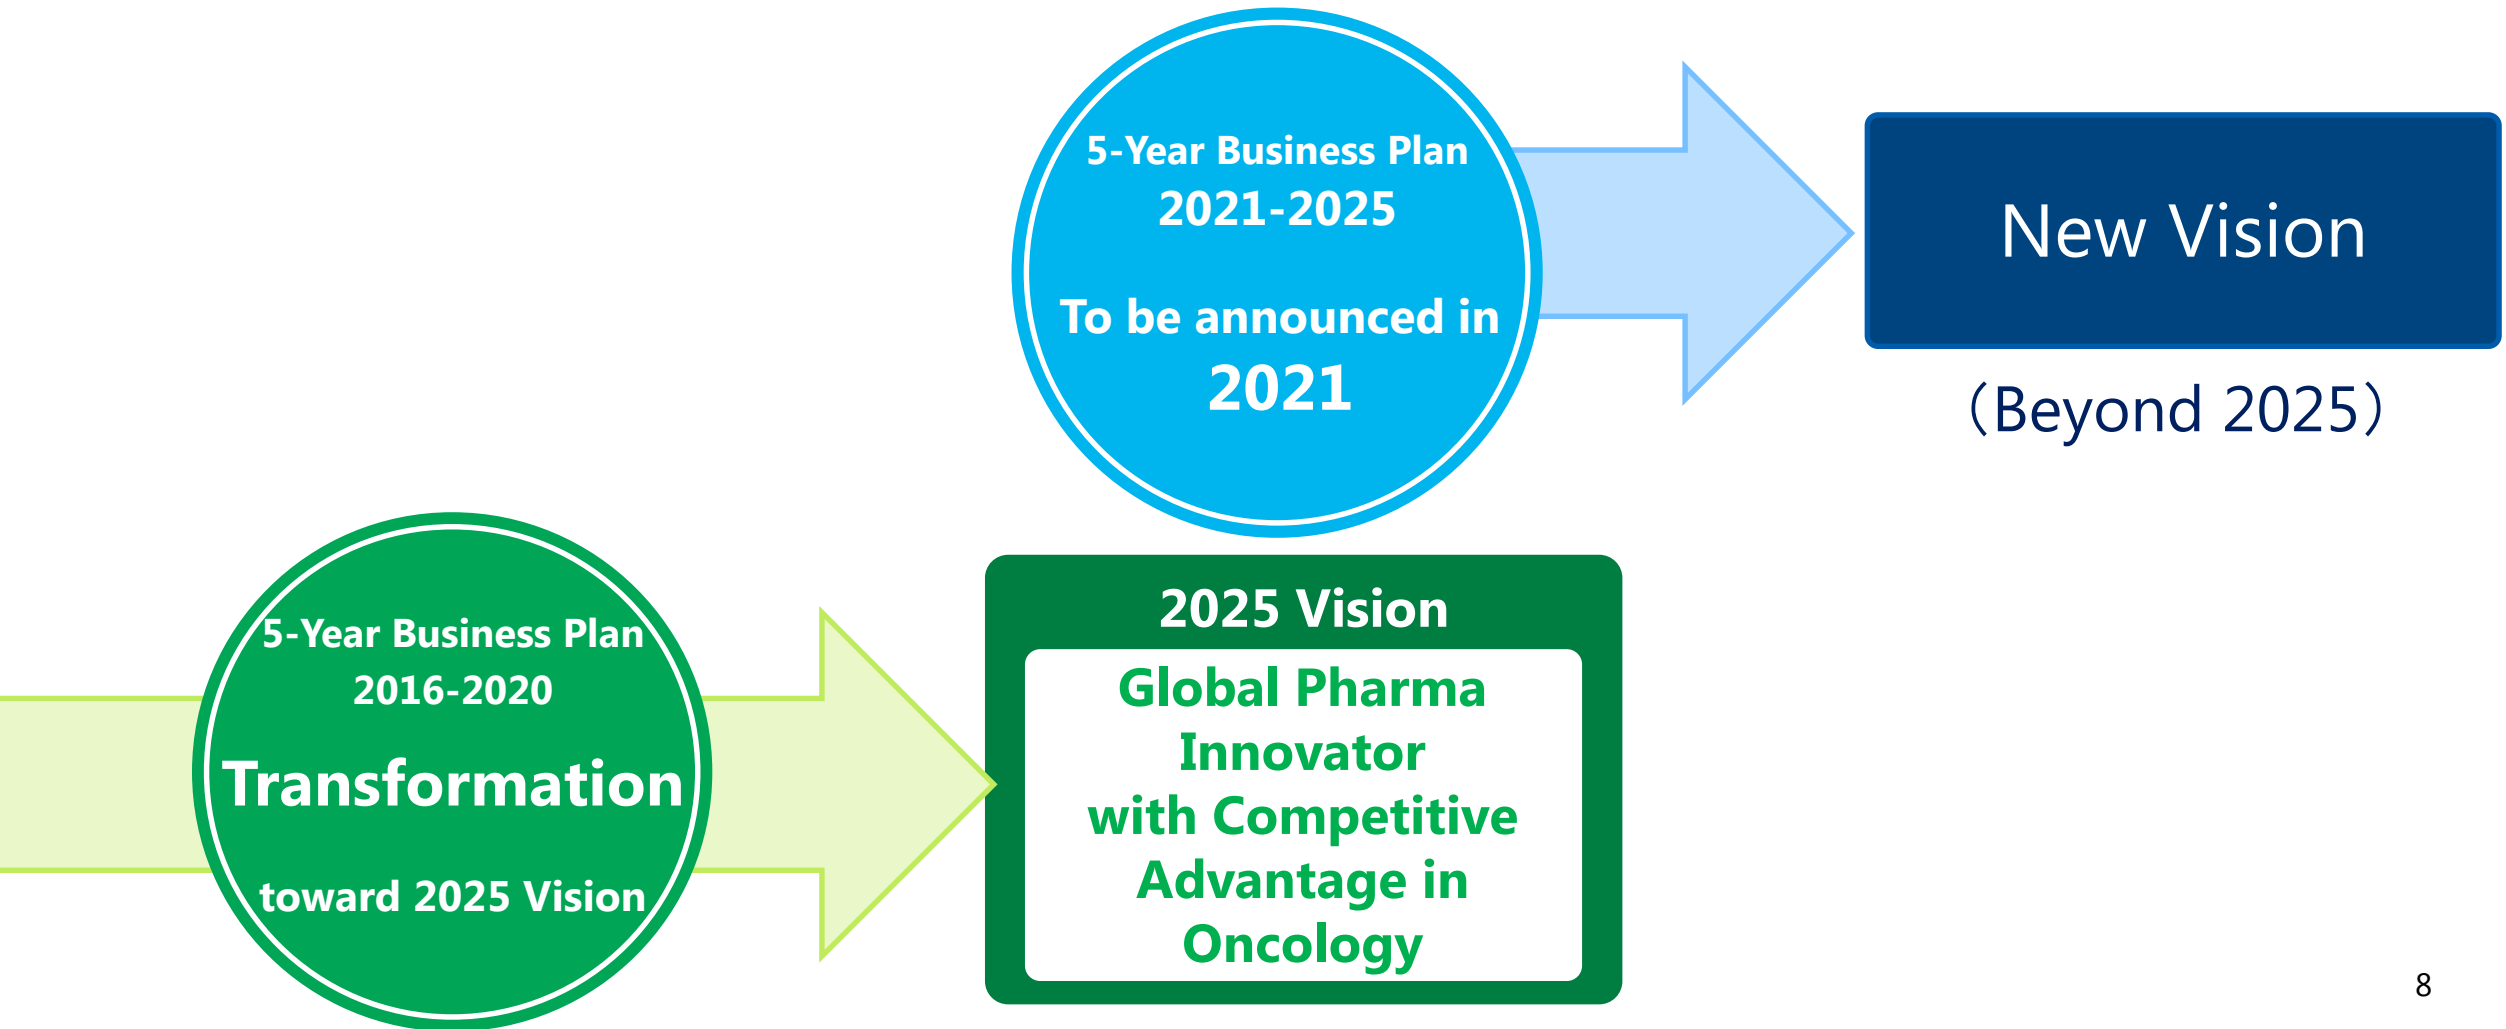 5-Year Business Plan
2021-2025
To be announced in
2021
New Vision
（Beyond 2025）
5-Year Business Plan
2016-2020
Transformation
toward 2025 Vision
2025 Vision
Global Pharma
Innovator
with Competitive
Advantage in
Oncology
8